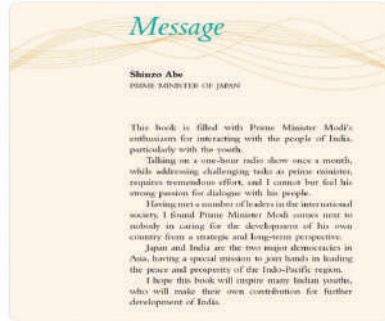 Message
Shinzo Abe
PRIME MINISTER OF JAPAN
This book is filled with Prime Minister Modi's
enthusiasm for interacting with the people of India,
particularly with the youth.
Talking on a one-hour radio show once a month,
while addressing challenging tasks as prime minister,
requires tremendous effort, and I cannot but feel his
strong passion for dialogue with his people.
Having met a number of leaders in the international
society, I found Prime Minister Modi comes next to
nobody in caring for the development of his own
country from a strategic and long-term perspective.
Japan and India are the two major democracies in
Asia, having a special mission to join hands in leading
the peace and prosperity of the Indo-Pacific region.
I hope this book will inspire many Indian youths,
who will make their own contribution for further
development of India.